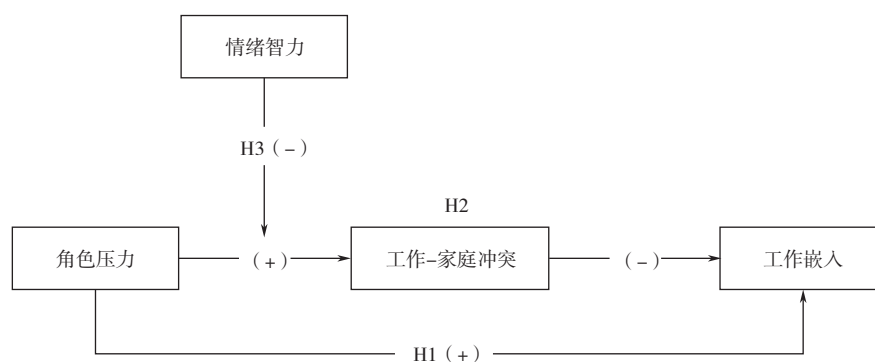 情绪智力
H3（-）
H2
角色压力
（+）
工作-家庭冲突
（-）
工作嵌入
H1（+）